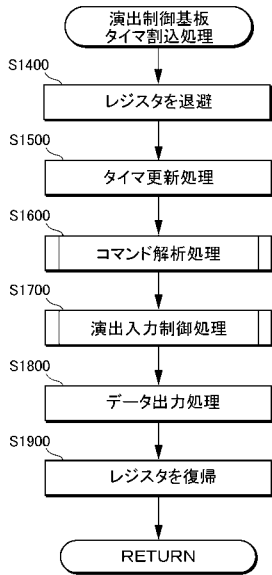 演出制御基板
タイマ割込処理
S1400
レジスタを退避
S1500
タイマ更新処理
S1600
コマンド解析処理
S1700
演出入力制御処理
S1800
データ出力処理
S1900
レジスタを復帰
RETURN